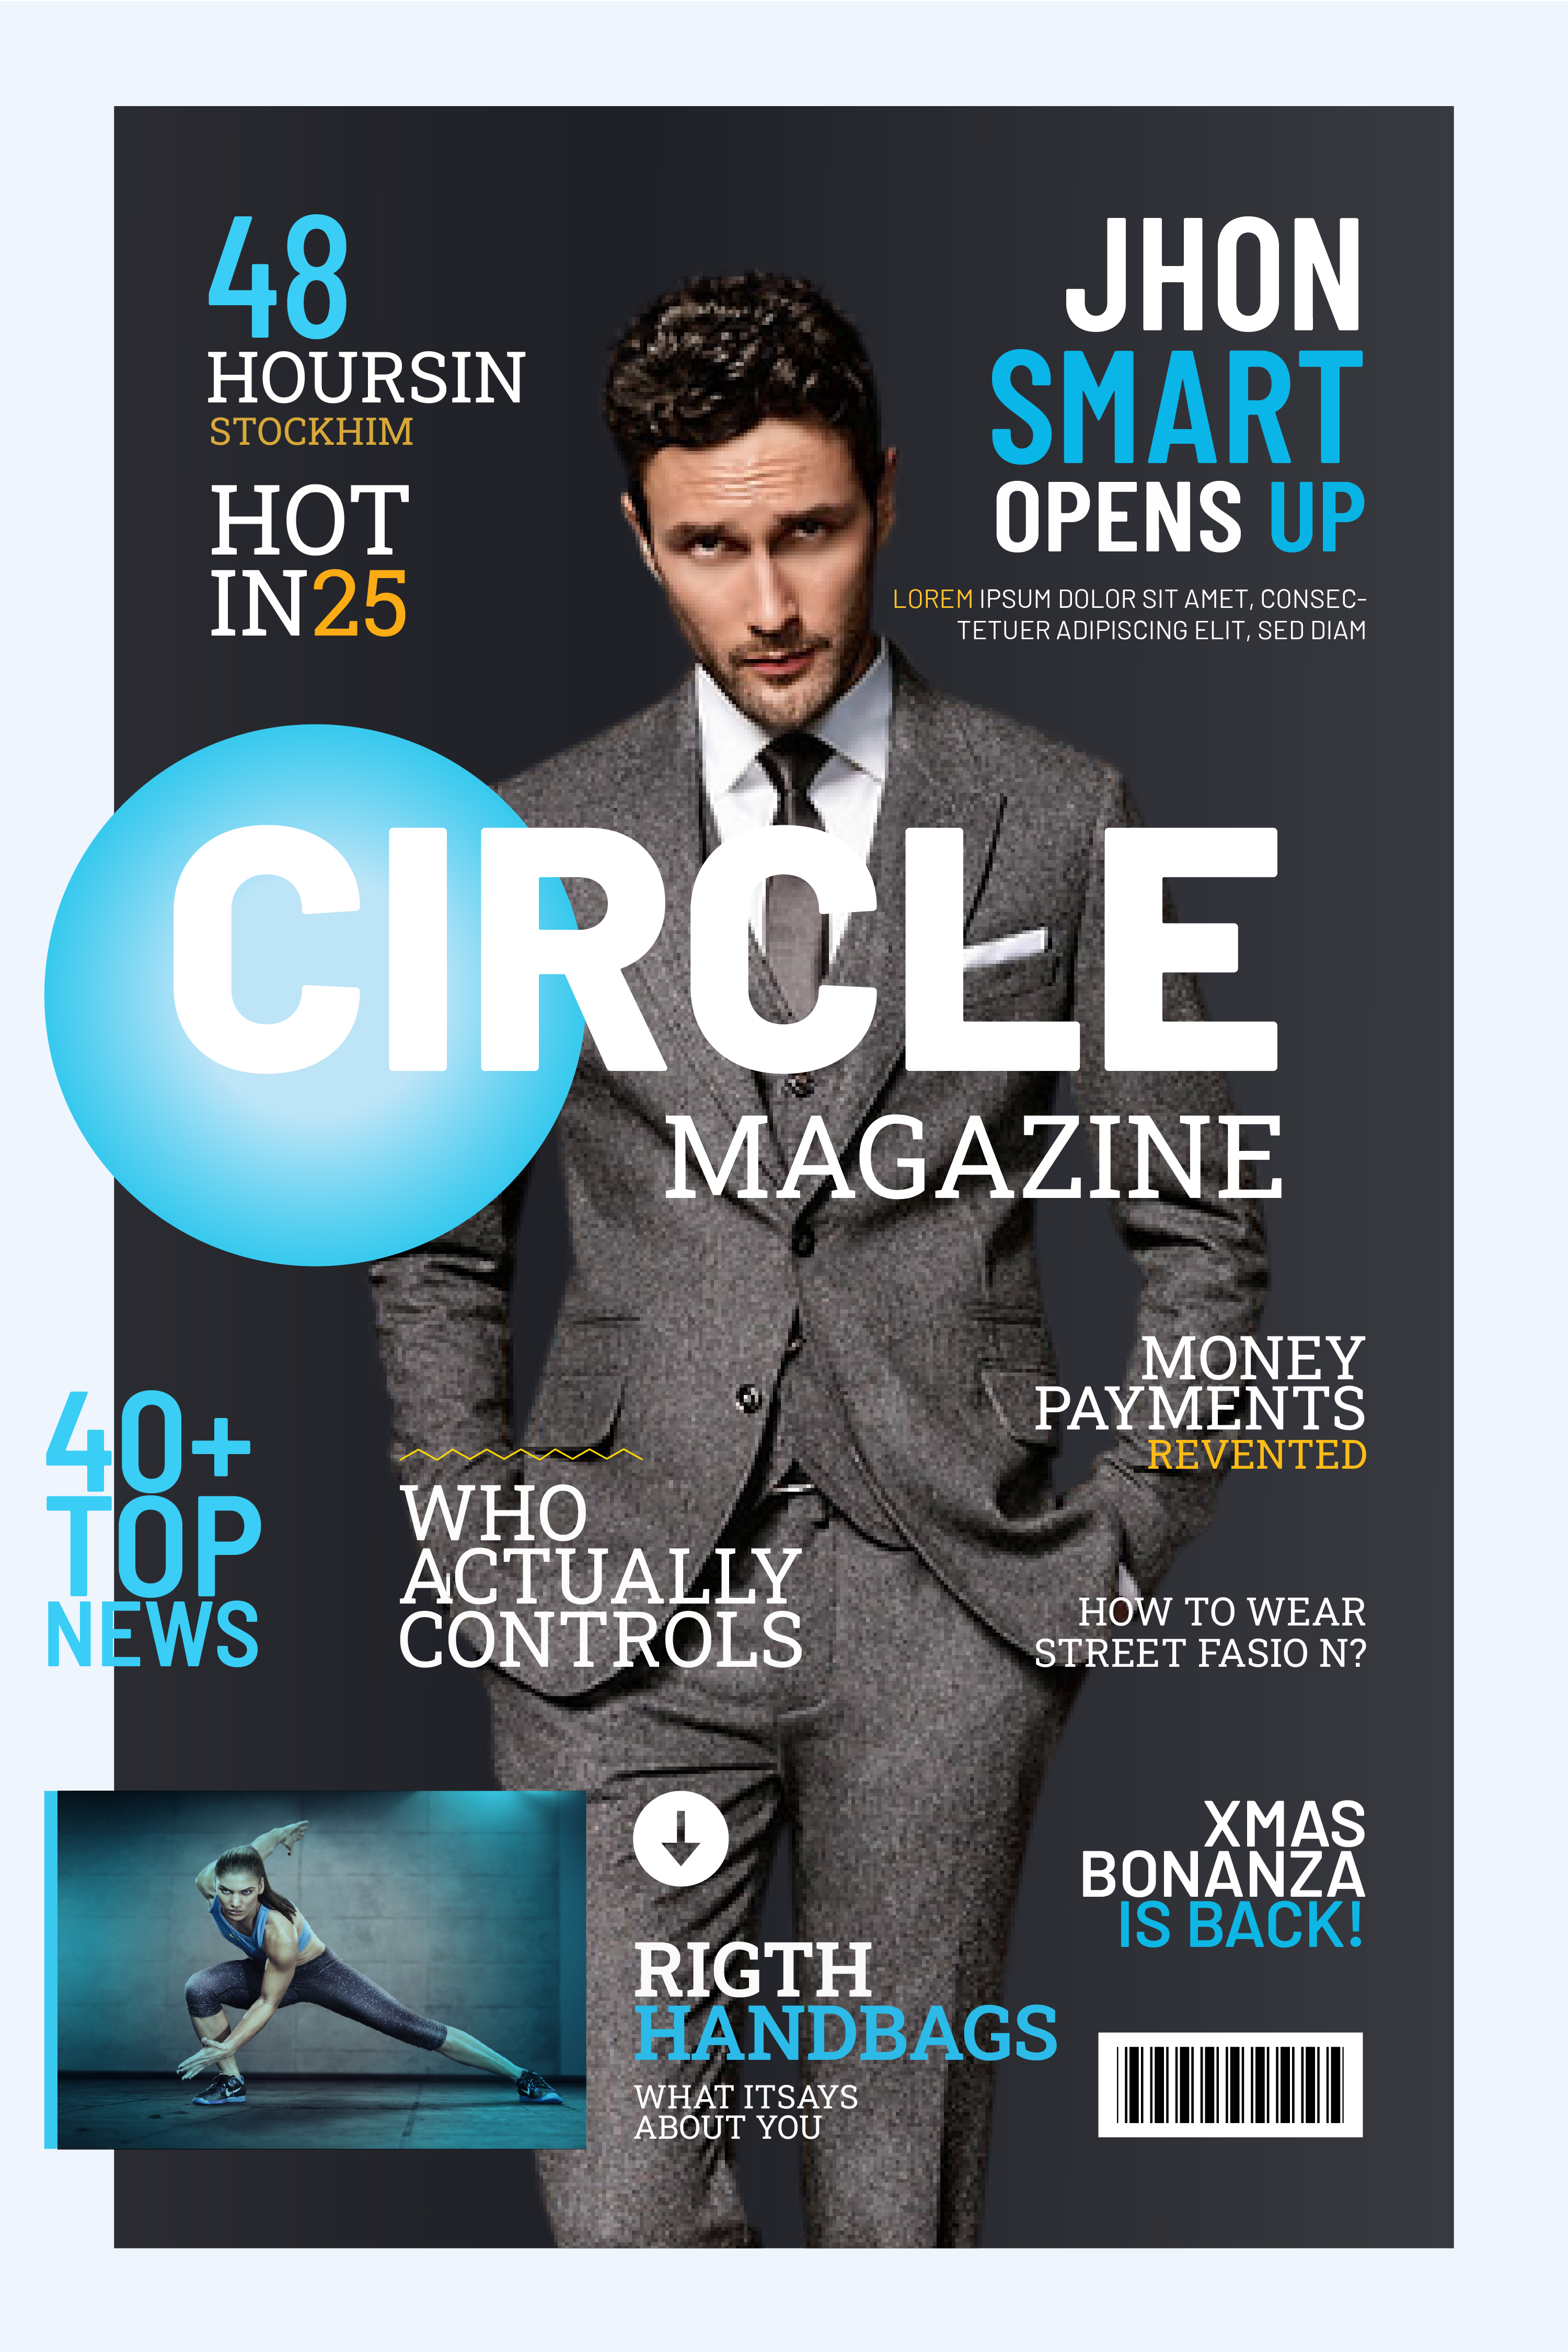 48
HOURSIN
STOCKHIM
HOT
IN25
JHON
SMART
OPENS UP
LOREM IPSUM DOLOR SIT AMET, CONSEC-
TETUER ADIPISCING ELIT, SED DIAM
CIRCLE
MAGAZINE
MONEY
PAYMENTS
REVENTED
40+
TOP
NEWS
WHO
ACTUALLY
CONTROLS
HOW TO WEAR
STREET FASIO N?
XMAS
BONANZA
IS BACK!
RIGTH
HANDBAGS
WHAT ITSAYS
ABOUT YOU